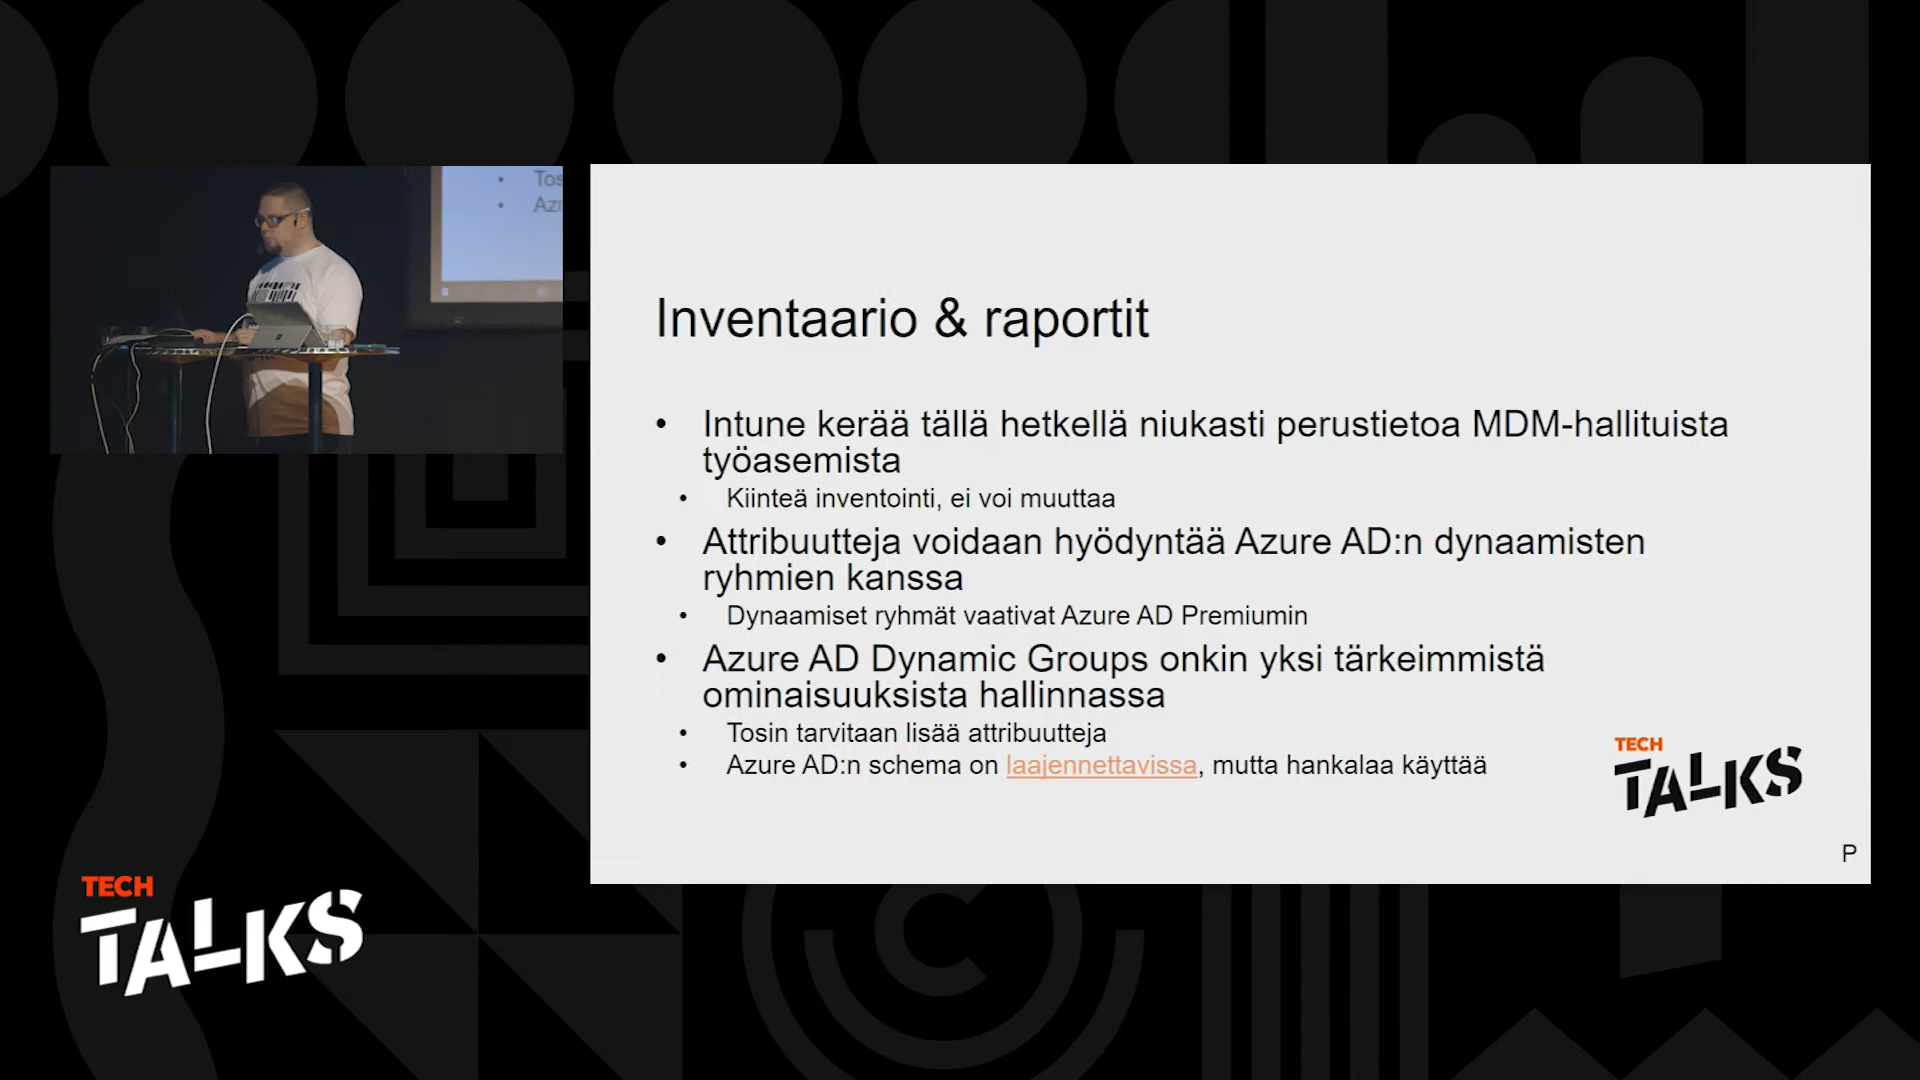 • Tos
• Az
Inventaario & raportit
• Intune kerää tällä hetkellä niukasti perustietoa MDM-hallituista
työasemista
• Kiinteä inventointi, ei voi muuttaa
• Attribuutteja voidaan hyödyntää Azure AD:n dynaamisten
ryhmien kanssa
• Dynaamiset ryhmät vaativat Azure AD Premiumin
• Azure AD Dynamic Groups onkin yksi tärkeimmistä
ominaisuuksista hallinnassa
• Tosin tarvitaan lisää attribuutteja
• Azure AD:n schema on laajennettavissa, mutta hankalaa käyttää
TECH
TALKS
P
TECH
TALKS